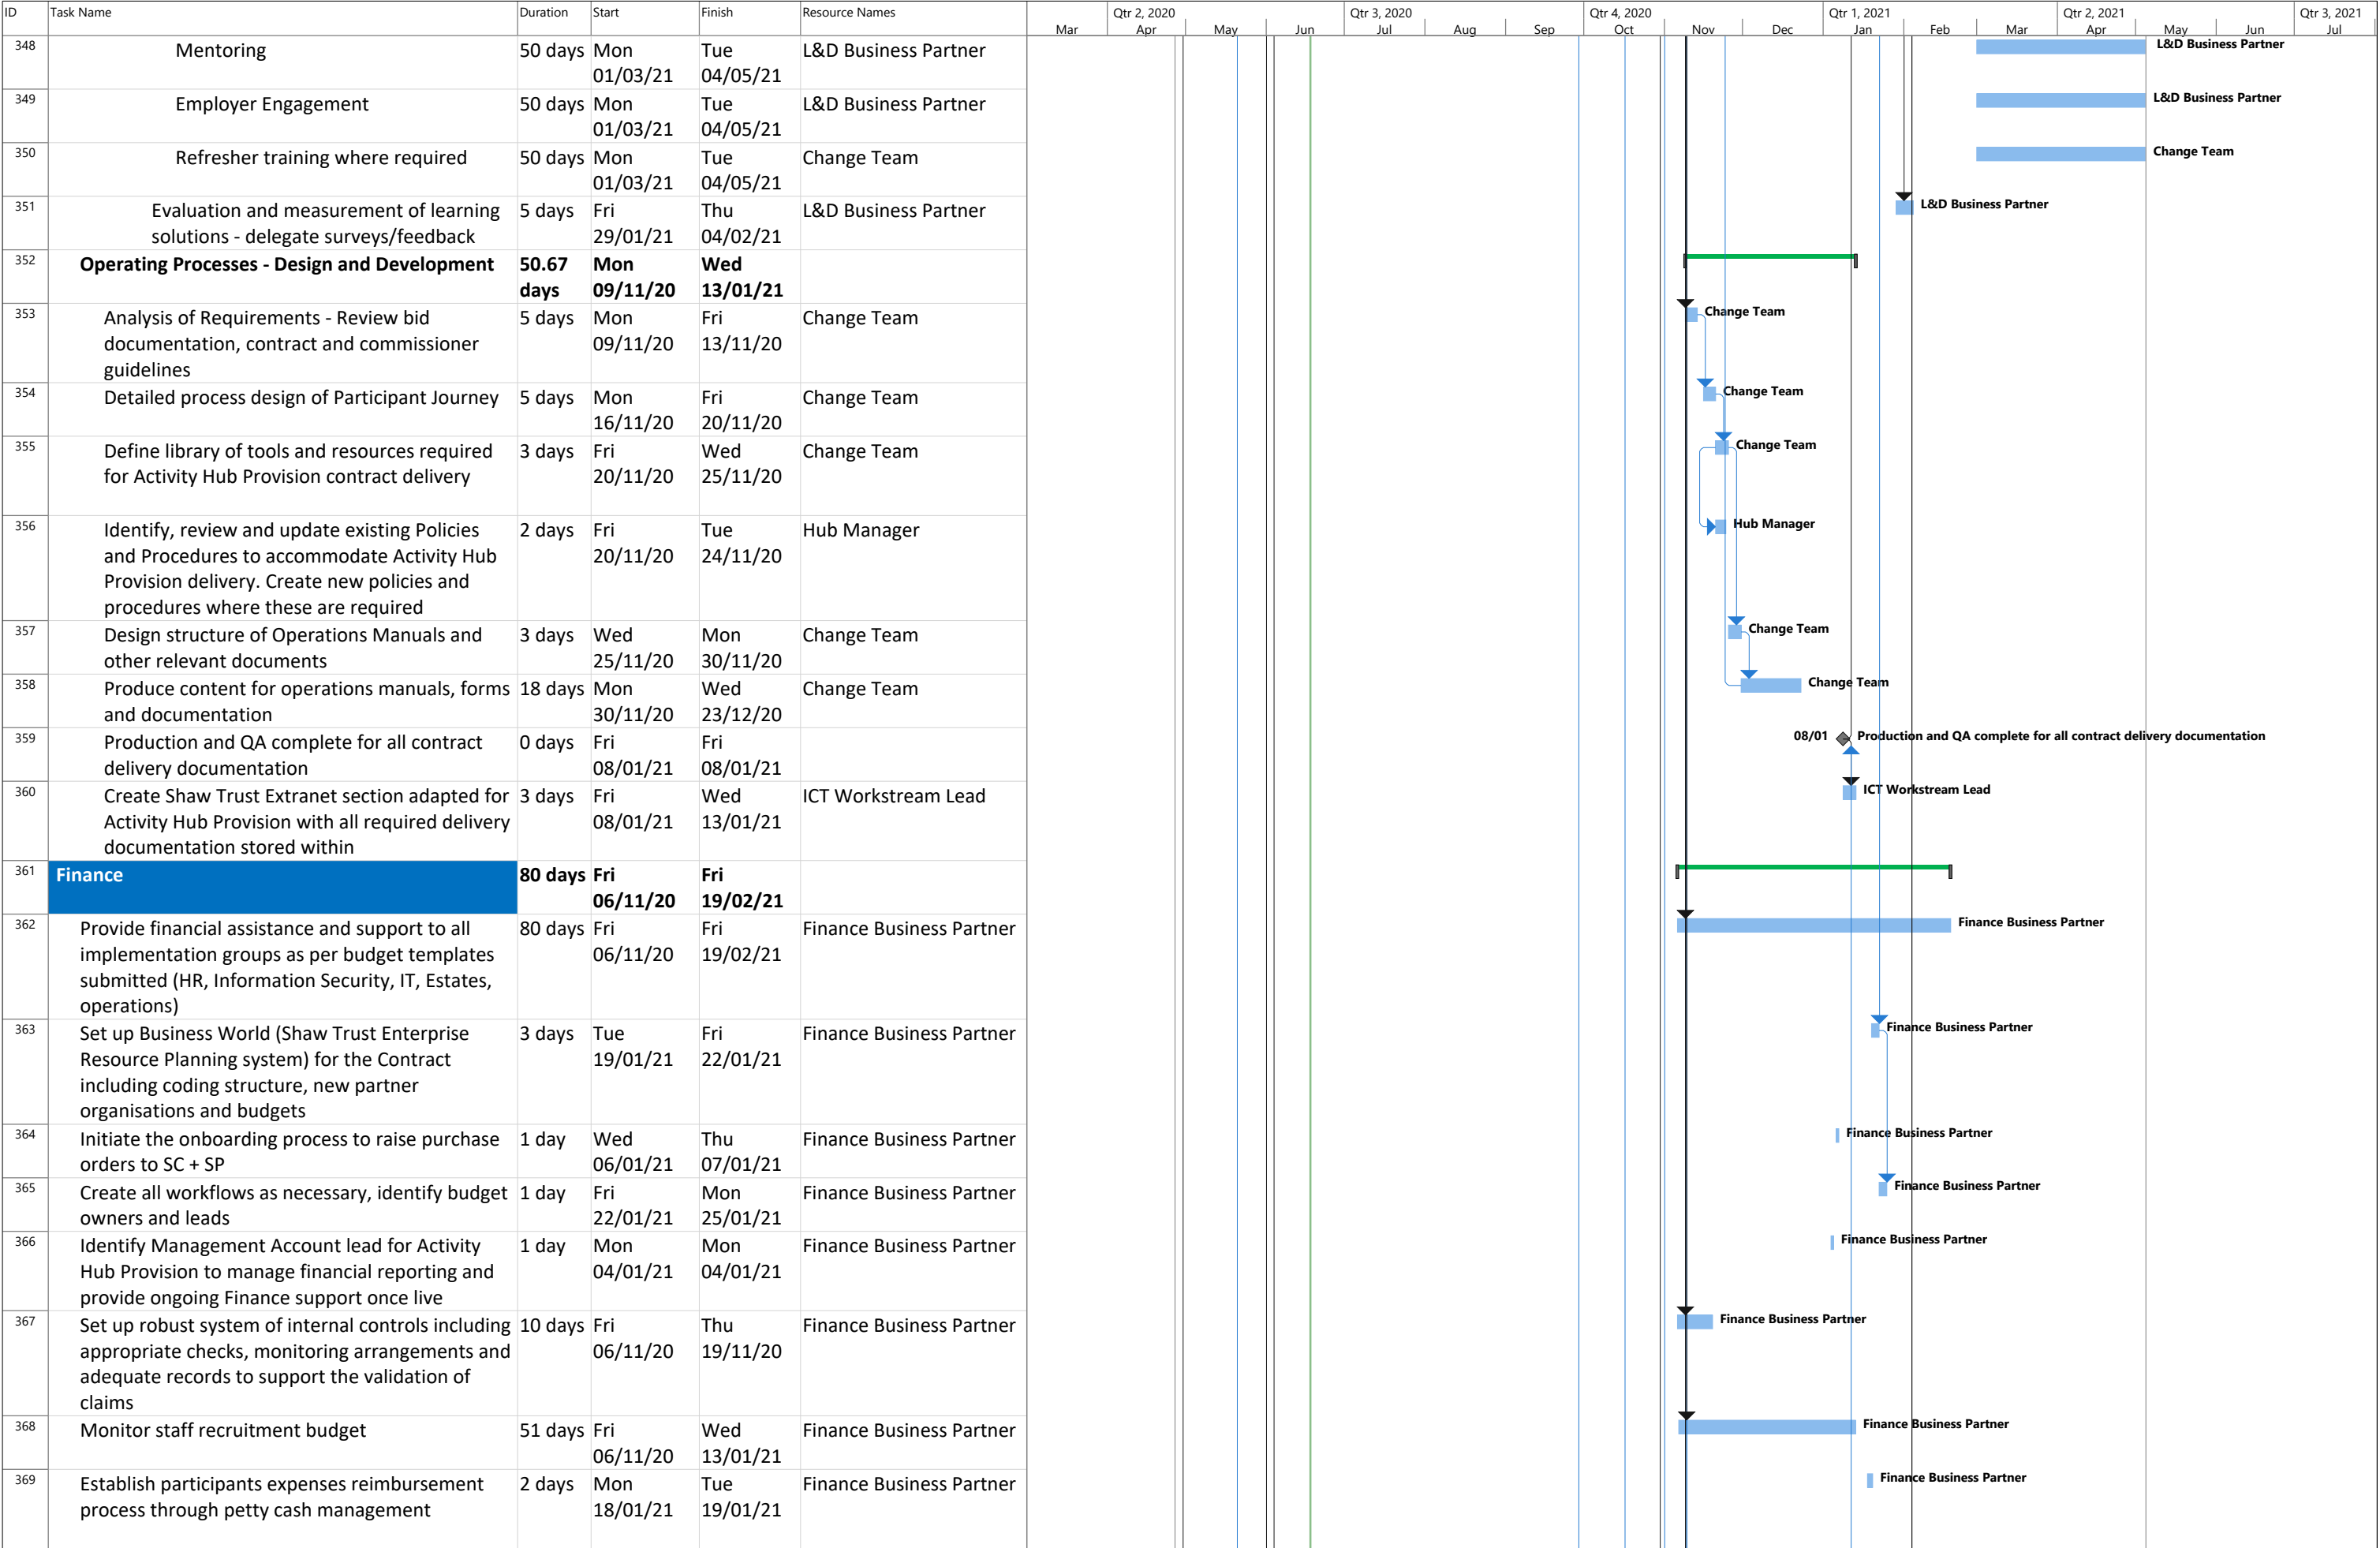 ID Task Name Duration Start Finish Resource Names
Qtr 2, 2020 Qtr 3, 2020 Qtr 4, 2020 Qtr 1, 2021 Qtr 2, 2021 Qtr 3, 2021
Mar Apr May Jun Jul Aug Sep Oct Nov Dec Jan Feb Mar Apr May Jun Jul
348 Mentoring 50 days Mon Tue L&D Business Partner L&D Business Partner
01/03/21 04/05/21
349 Employer Engagement 50 days Mon Tue L&D Business Partner L&D Business Partner
01/03/21 04/05/21
350 Refresher training where required 50 days Mon Tue Change Team Change Team
01/03/21 04/05/21
351 Evaluation and measurement of learning 5 days Fri Thu L&D Business Partner L&D Business Partner
solutions - delegate surveys/feedback 29/01/21 04/02/21
352 Operating Processes - Design and Development 50.67 Mon Wed
days 09/11/20 13/01/21
353 Analysis of Requirements - Review bid 5 days Mon Fri Change Team Change Team
documentation, contract and commissioner 09/11/20 13/11/20
guidelines
354 Detailed process design of Participant Journey 5 days Mon Fri Change Team Change Team
16/11/20 20/11/20
355 Define library of tools and resources required 3 days Fri Wed Change Team Change Team
for Activity Hub Provision contract delivery 20/11/20 25/11/20
356 Identify, review and update existing Policies 2 days Fri Tue Hub Manager Hub Manager
and Procedures to accommodate Activity Hub 20/11/20 24/11/20
Provision delivery. Create new policies and
procedures where these are required
357 Design structure of Operations Manuals and 3 days Wed Mon Change Team Change Team
other relevant documents 25/11/20 30/11/20
358 Produce content for operations manuals, forms 18 days Mon Wed Change Team Change Team
and documentation 30/11/20 23/12/20
359 Production and QA complete for all contract 0 days Fri Fri 08/01 Production and QA complete for all contract delivery documentation
delivery documentation 08/01/21 08/01/21
360 Create Shaw Trust Extranet section adapted for 3 days Fri Wed ICT Workstream Lead ICT Workstream Lead
Activity Hub Provision with all required delivery 08/01/21 13/01/21
documentation stored within
361 Finance 80 days Fri Fri
06/11/20 19/02/21
362 Provide financial assistance and support to all 80 days Fri Fri Finance Business Partner Finance Business Partner
implementation groups as per budget templates 06/11/20 19/02/21
submitted (HR, Information Security, IT, Estates,
operations)
363 Set up Business World (Shaw Trust Enterprise 3 days Tue Fri Finance Business Partner Finance Business Partner
Resource Planning system) for the Contract 19/01/21 22/01/21
including coding structure, new partner
organisations and budgets
364 Initiate the onboarding process to raise purchase 1 day Wed Thu Finance Business Partner Finance Business Partner
orders to SC + SP 06/01/21 07/01/21
365 Create all workflows as necessary, identify budget 1 day Fri Mon Finance Business Partner Finance Business Partner
owners and leads 22/01/21 25/01/21
366 Identify Management Account lead for Activity 1 day Mon Mon Finance Business Partner Finance Business Partner
Hub Provision to manage financial reporting and 04/01/21 04/01/21
provide ongoing Finance support once live
367 Set up robust system of internal controls including 10 days Fri Thu Finance Business Partner Finance Business Partner
appropriate checks, monitoring arrangements and 06/11/20 19/11/20
adequate records to support the validation of
claims
368 Monitor staff recruitment budget 51 days Fri Wed Finance Business Partner Finance Business Partner
06/11/20 13/01/21
369 Establish participants expenses reimbursement 2 days Mon Tue Finance Business Partner Finance Business Partner
process through petty cash management 18/01/21 19/01/21